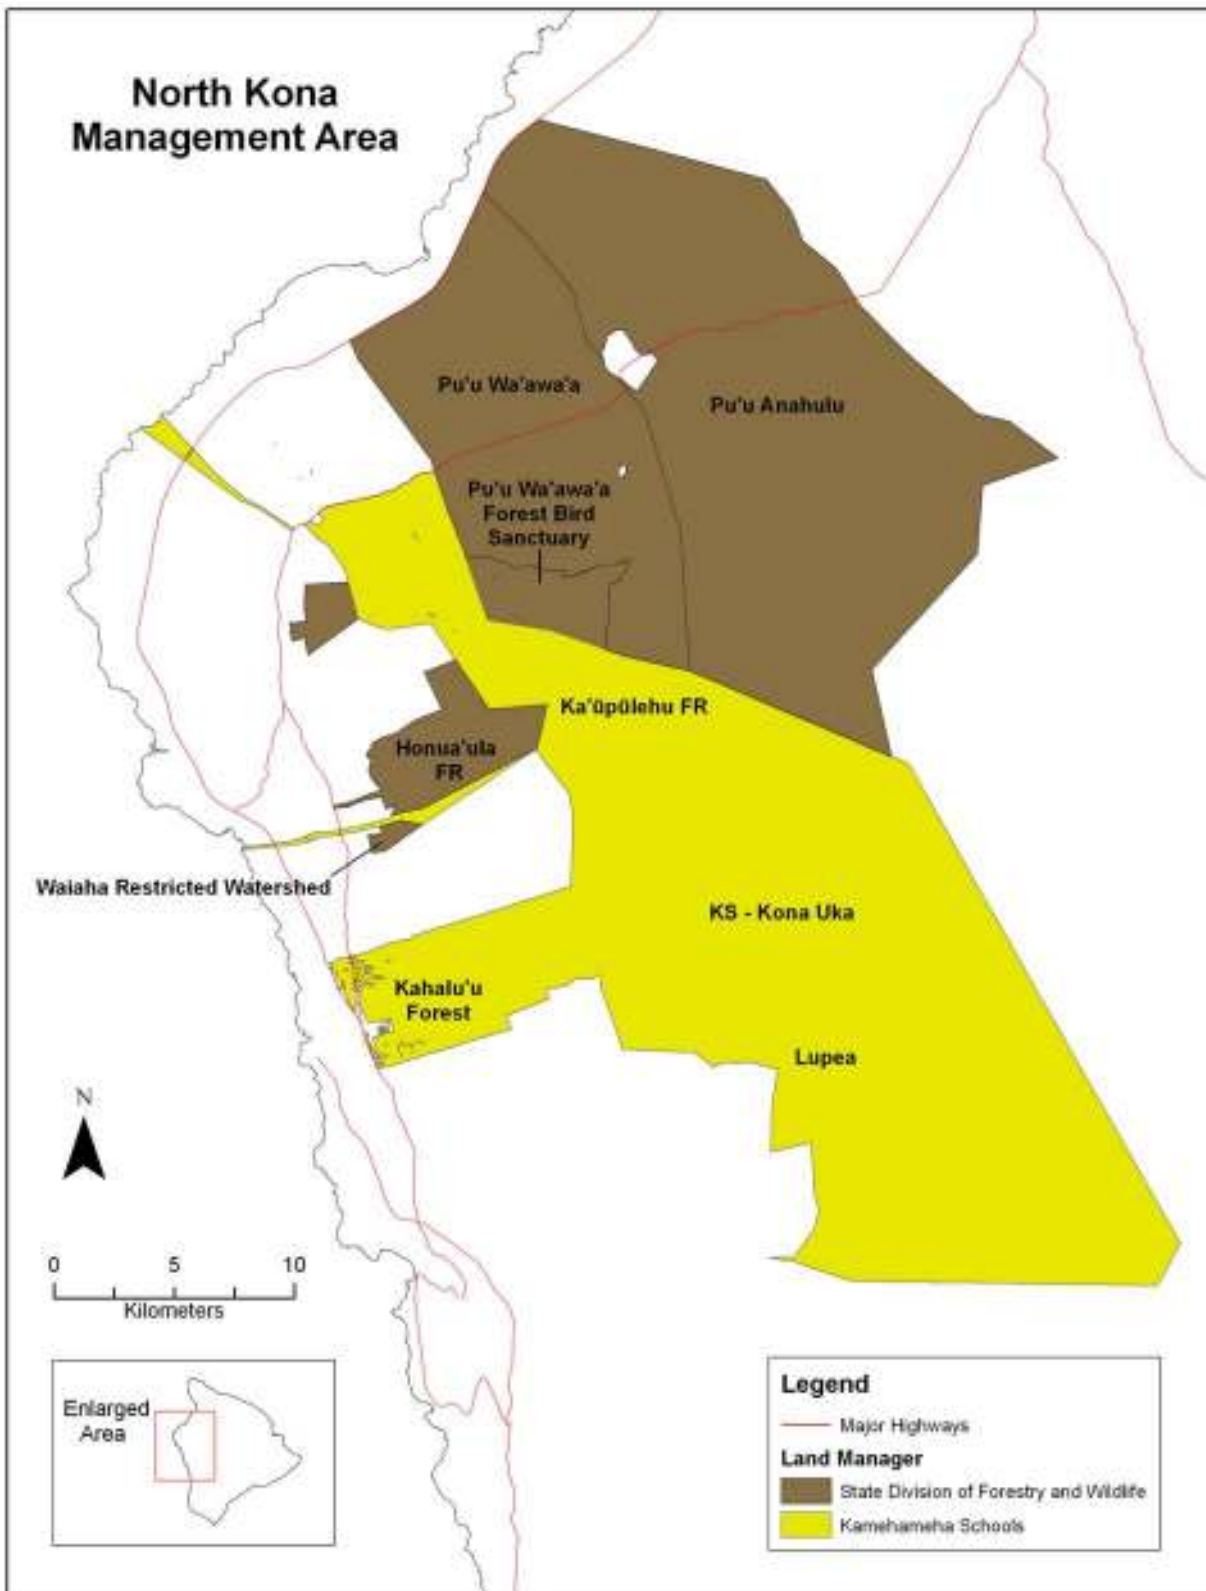 North Kona
Management Area
Pu'u Wa'awa'a
Pu'u Anahulu
Pu'u Wa'awa'a
Forest Bird
Sanctuary
Ka'ūpūlehu FR
Honua'ula
FR
Waiaha Restricted Watershed
KS - Kona Uka
Kahalu'u
Forest
Lupea
N
0 5 10
Kilometers
Enlarged
Area
Legend
Major Highways
Land Manager
State Division of Forestry and Wildlife
Kamehameha Schools